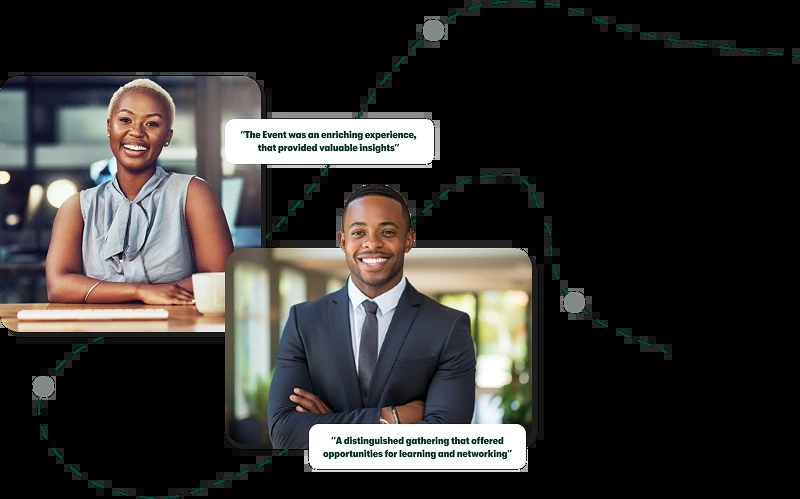 "The Event was an enriching experience,
that provided valuable insights"
"A distinguished gathering that offered
opportunities for learning and networking"